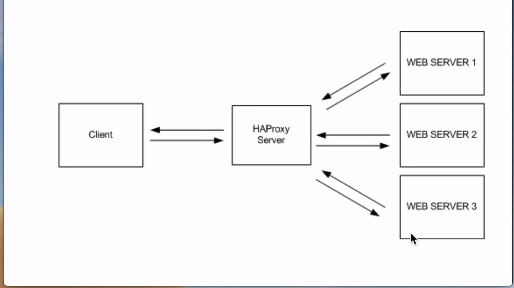 WEB SERVER 1
Client
HAProxy
Server
WEB SERVER 2
WEB SERVER 3